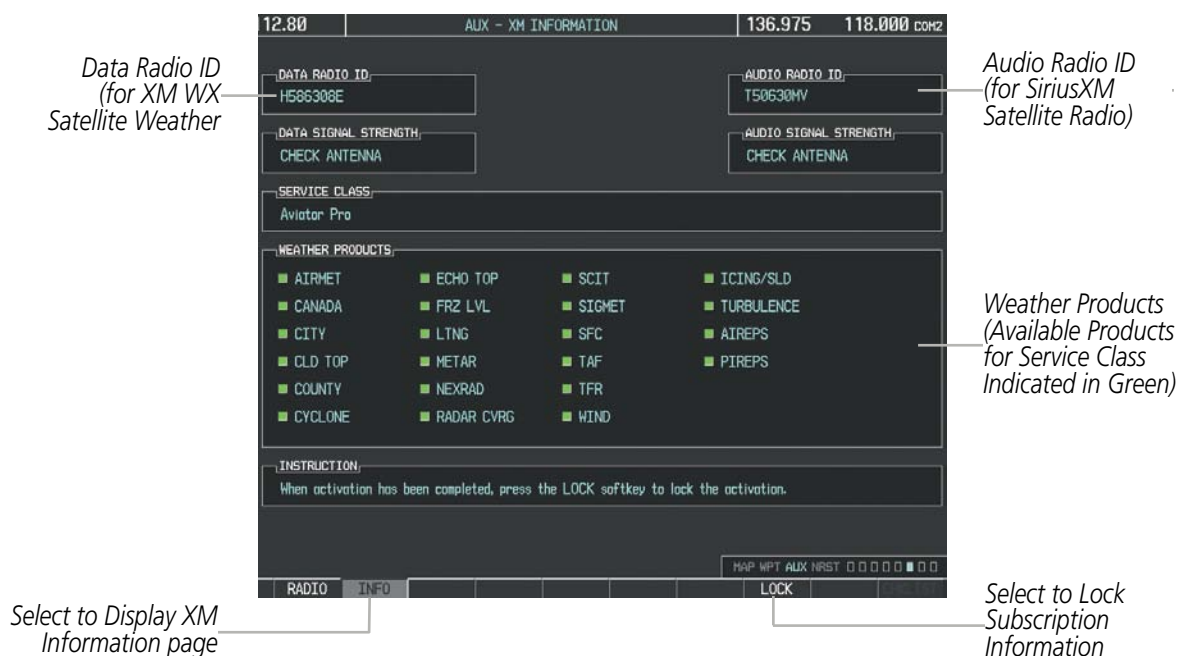 12.80 AUX - XM INFORMATION 136.975 118.000 COM2
Data Radio ID
(for XM WX
Satellite Weather
DATA RADIO ID
H586308E
AUDIO RADIO ID
T50630MV
Audio Radio ID
(for SiriusXM
Satellite Radio)
DATA SIGNAL STRENGTH
CHECK ANTENNA
AUDIO SIGNAL STRENGTH
CHECK ANTENNA
SERVICE CLASS
Aviator Pro
WEATHER PRODUCTS
AIRMET ECHO TOP SCIT ICING/SLD
CANADA FRZ LVL SIGMET TURBULENCE
CITY LTNG SFC AIREPS
CLD TOP METAR TAF PIREPS
COUNTY NEXRAD TFR
CYCLONE RADAR CVRG WIND
Weather Products
(Available Products
for Service Class
Indicated in Green)
INSTRUCTION
When activation has been completed, press the LOCK softkey to lock the activation.
MAP WPT AUX NRST
RADIO INFO LOCK
Select to Display XM
Information page
Select to Lock
Subscription
Information